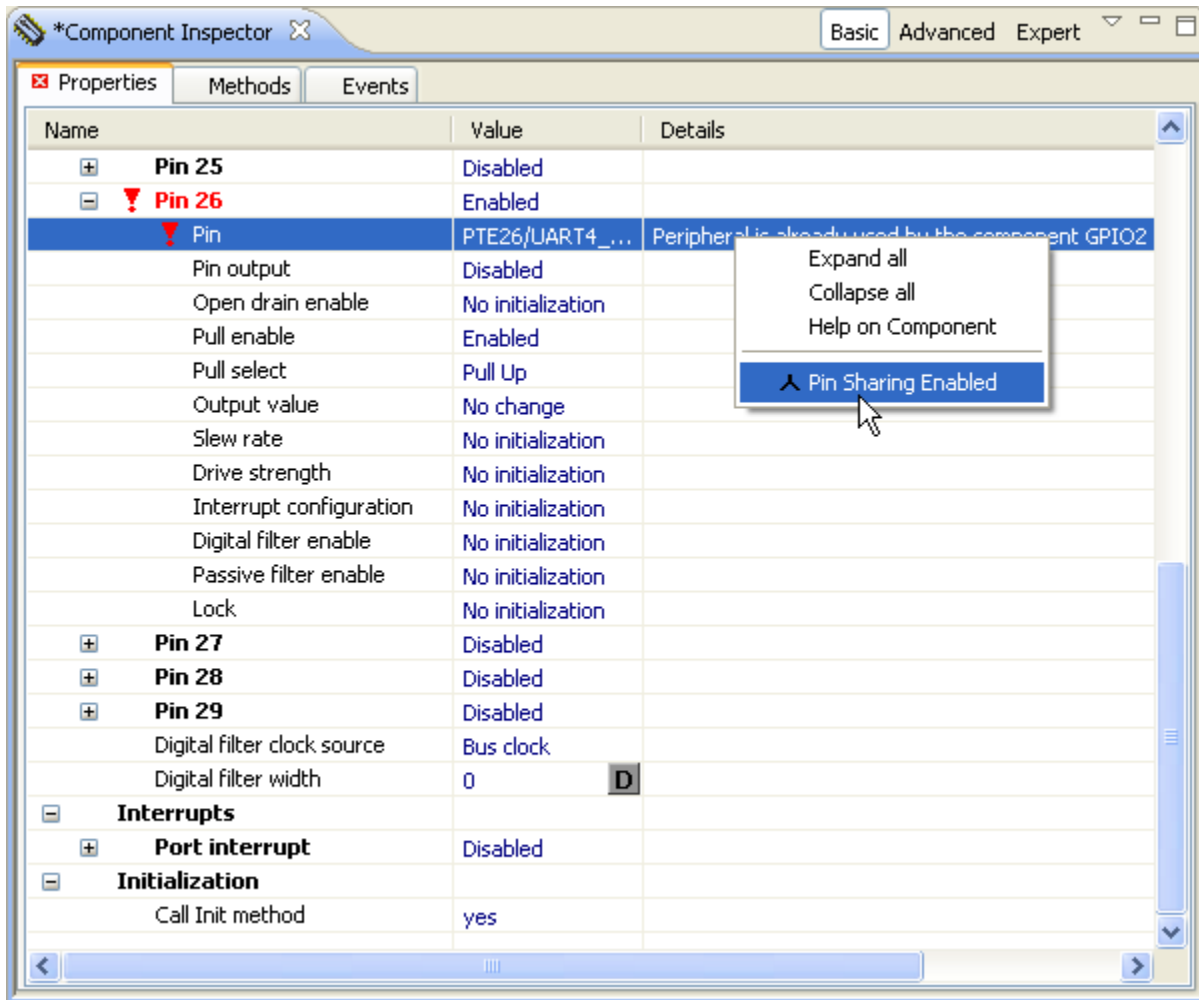 *Component Inspector
Basic Advanced Expert
Properties Methods Events
Name Value Details
Pin 25 Disabled
Pin 26 Enabled
Pin PTE26/UART4_... Peripheral is already used by the component GPIO2
Pin output Disabled
Open drain enable No initialization
Pull enable Enabled
Pull select Pull Up
Output value No change
Slew rate No initialization
Drive strength No initialization
Interrupt configuration No initialization
Digital filter enable No initialization
Passive filter enable No initialization
Lock No initialization
Pin 27 Disabled
Pin 28 Disabled
Pin 29 Disabled
Digital filter clock source Bus clock
Digital filter width 0 D
Interrupts
Port interrupt Disabled
Initialization
Call Init method yes
Expand all
Collapse all
Help on Component
Pin Sharing Enabled